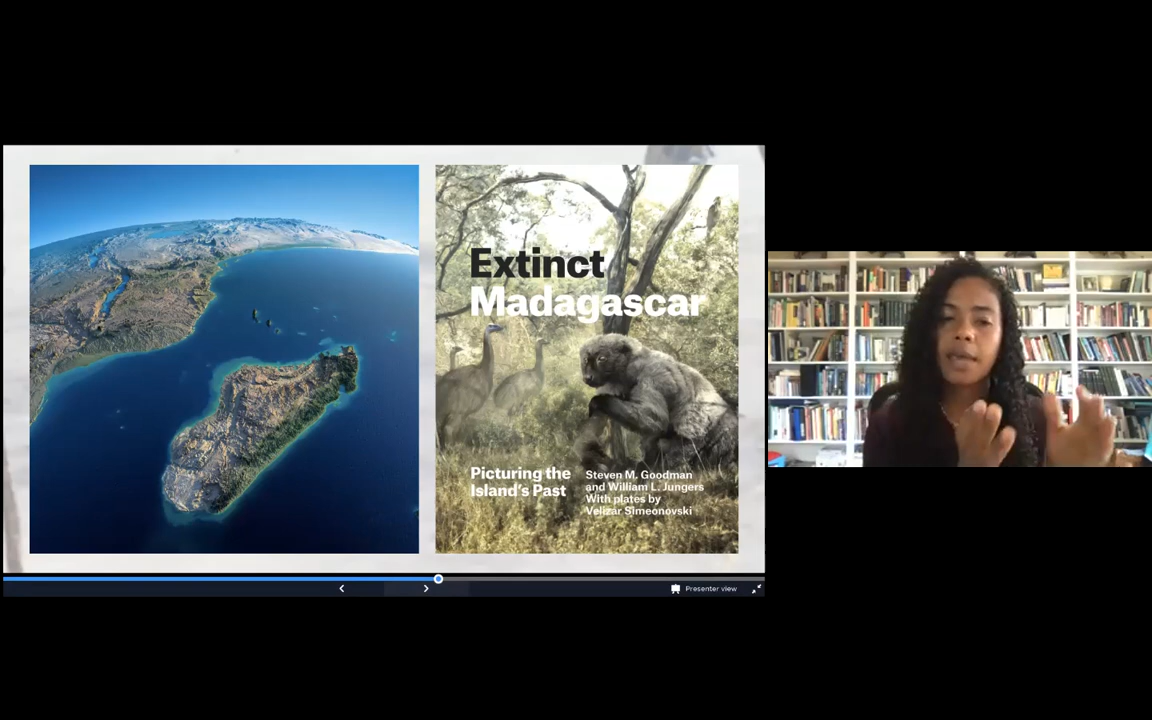 Extinct
Madagascar
Picturing the
Island's Past
Steven M. Goodman
and William L. Jungers
With plates by
Velizar Simeonovski
Presenter view